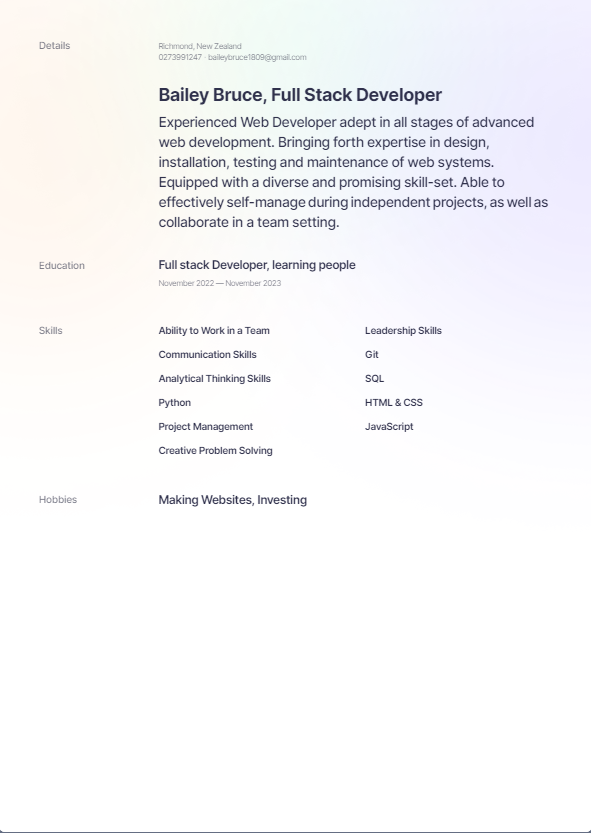 Details
Richmond, New Zealand
0273991247 · baileybruce1809@gmail.com
Bailey Bruce, Full Stack Developer
Experienced Web Developer adept in all stages of advanced
web development. Bringing forth expertise in design,
installation, testing and maintenance of web systems.
Equipped with a diverse and promising skill-set. Able to
effectively self-manage during independent projects, as well as
collaborate in a team setting.
Education
Full stack Developer, learning people
November 2022 — November 2023
Skills
Ability to Work in a Team
Leadership Skills
Communication Skills
Git
Analytical Thinking Skills
SQL
Python
HTML & CSS
Project Management
JavaScript
Creative Problem Solving
Hobbies
Making Websites, Investing